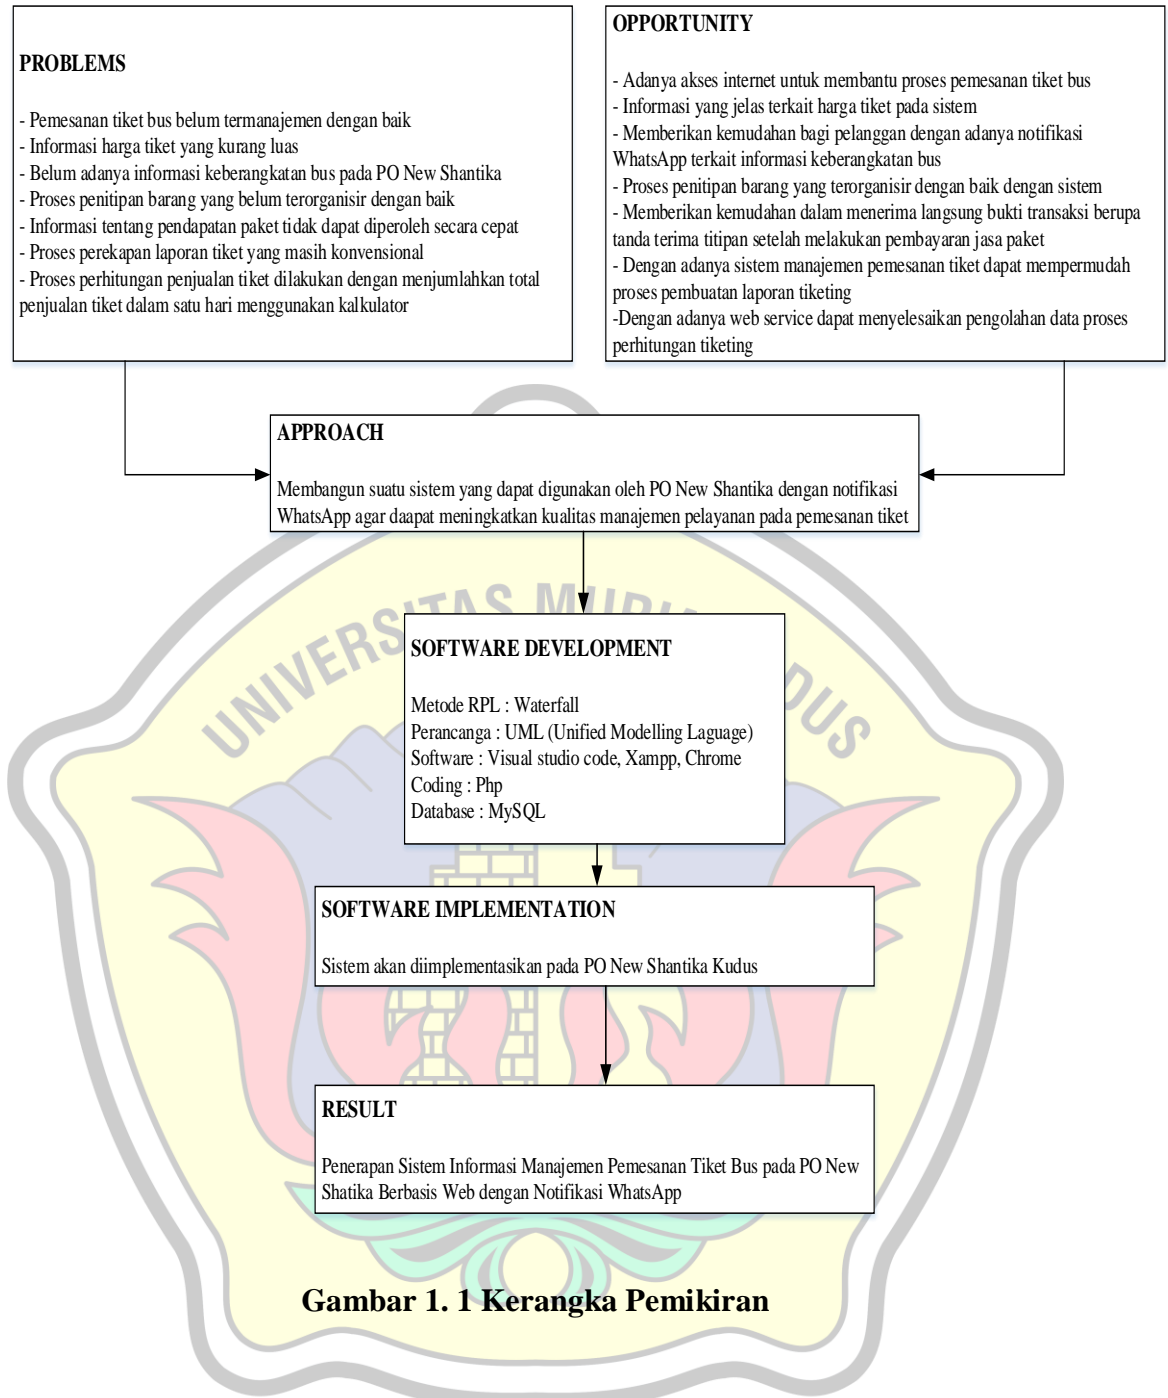 PROBLEMS
- Pemesanan tiket bus belum termanajemen dengan baik
- Informasi harga tiket yang kurang luas
- Belum adanya informasi keberangkatan bus pada PO New Shantika
- Proses penitipan barang yang belum terorganisir dengan baik
- Informasi tentang pendapatan paket tidak dapat diperoleh secara cepat
- Proses perekapan laporan tiket yang masih konvensional
- Proses perhitungan penjualan tiket dilakukan dengan menjumlahkan total
penjualan tiket dalam satu hari menggunakan kalkulator
OPPORTUNITY
- Adanya akses internet untuk membantu proses pemesanan tiket bus
- Informasi yang jelas terkait harga tiket pada sistem
- Memberikan kemudahan bagi pelanggan dengan adanya notifikasi
WhatsApp terkait informasi keberangkatan bus
- Proses penitipan barang yang terorganisir dengan baik dengan sistem
- Memberikan kemudahan dalam menerima langsung bukti transaksi berupa
tanda terima titipan setelah melakukan pembayaran jasa paket
- Dengan adanya sistem manajemen pemesanan tiket dapat mempermudah
proses pembuatan laporan tiketing
-Dengan adanya web service dapat menyelesaikan pengolahan data proses
perhitungan tiketing
APPROACH
Membangun suatu sistem yang dapat digunakan oleh PO New Shantika dengan notifikasi
WhatsApp agar daapat meningkatkan kualitas manajemen pelayanan pada pemesanan tiket
UNIVERSITAS
SOFTWARE DEVELOPMENT
Metode RPL : Waterfall
Perancanga : UML (Unified Modelling Laguage)
Software : Visual studio code, Xampp, Chrome
Coding : Php
Database : MySQL
SOFTWARE IMPLEMENTATION
Sistem akan diimplementasikan pada PO New Shantika Kudus
RESULT
Penerapan Sistem Informasi Manajemen Pemesanan Tiket Bus pada PO New
Shatika Berbasis Web dengan Notifikasi WhatsApp
Gambar 1. 1 Kerangka Pemikiran